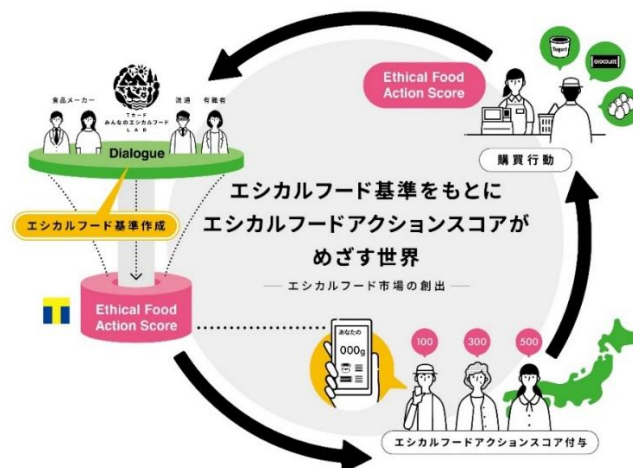 食品メーカー
Tカード
みんなのエシカルフード
LAB
流通
有識者
Dialogue
エシカルフード基準作成
Ethical Food
Action Score
Ethical Food
Action Score
Yogurt
CHOCOLATE
購買行動
エシカルフード基準をもとに
エシカルフードアクションスコアが
めざす世界
エシカルフード市場の創出
あなたの
000g
100
300
500
エシカルフードアクションスコア付与